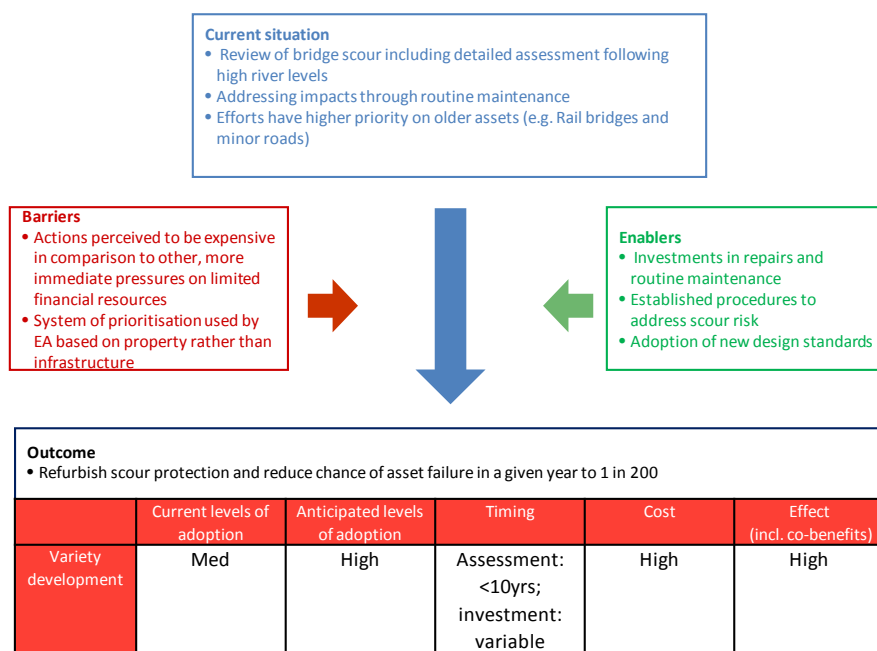 Current situation
• Review of bridge scour including detailed assessment following
high river levels
• Addressing impacts through routine maintenance
• Efforts have higher priority on older assets (e.g. Rail bridges and
minor roads)
Barriers
• Actions perceived to be expensive
in comparison to other, more
immediate pressures on limited
financial resources
• System of prioritisation used by
EA based on property rather than
infrastructure
Enablers
• Investments in repairs and
routine maintenance
• Established procedures to
address scour risk
• Adoption of new design standards
Outcome
• Refurbish scour protection and reduce chance of asset failure in a given year to 1 in 200
Current levels of
adoption
Anticipated levels
of adoption
Timing
Cost
Effect
(incl. co-benefits)
Variety
development
Med
High
Assessment:
<10yrs;
investment:
variable
High
High